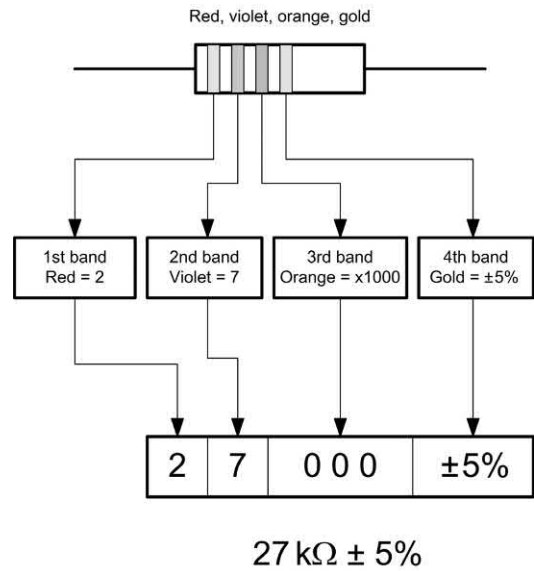 Red, violet, orange, gold
1st band
Red = 2
2nd band
Violet = 7
3rd band
Orange = x1000
4th band
Gold = ±5%
2 7 0 0 0 ±5%
27 kΩ ± 5%